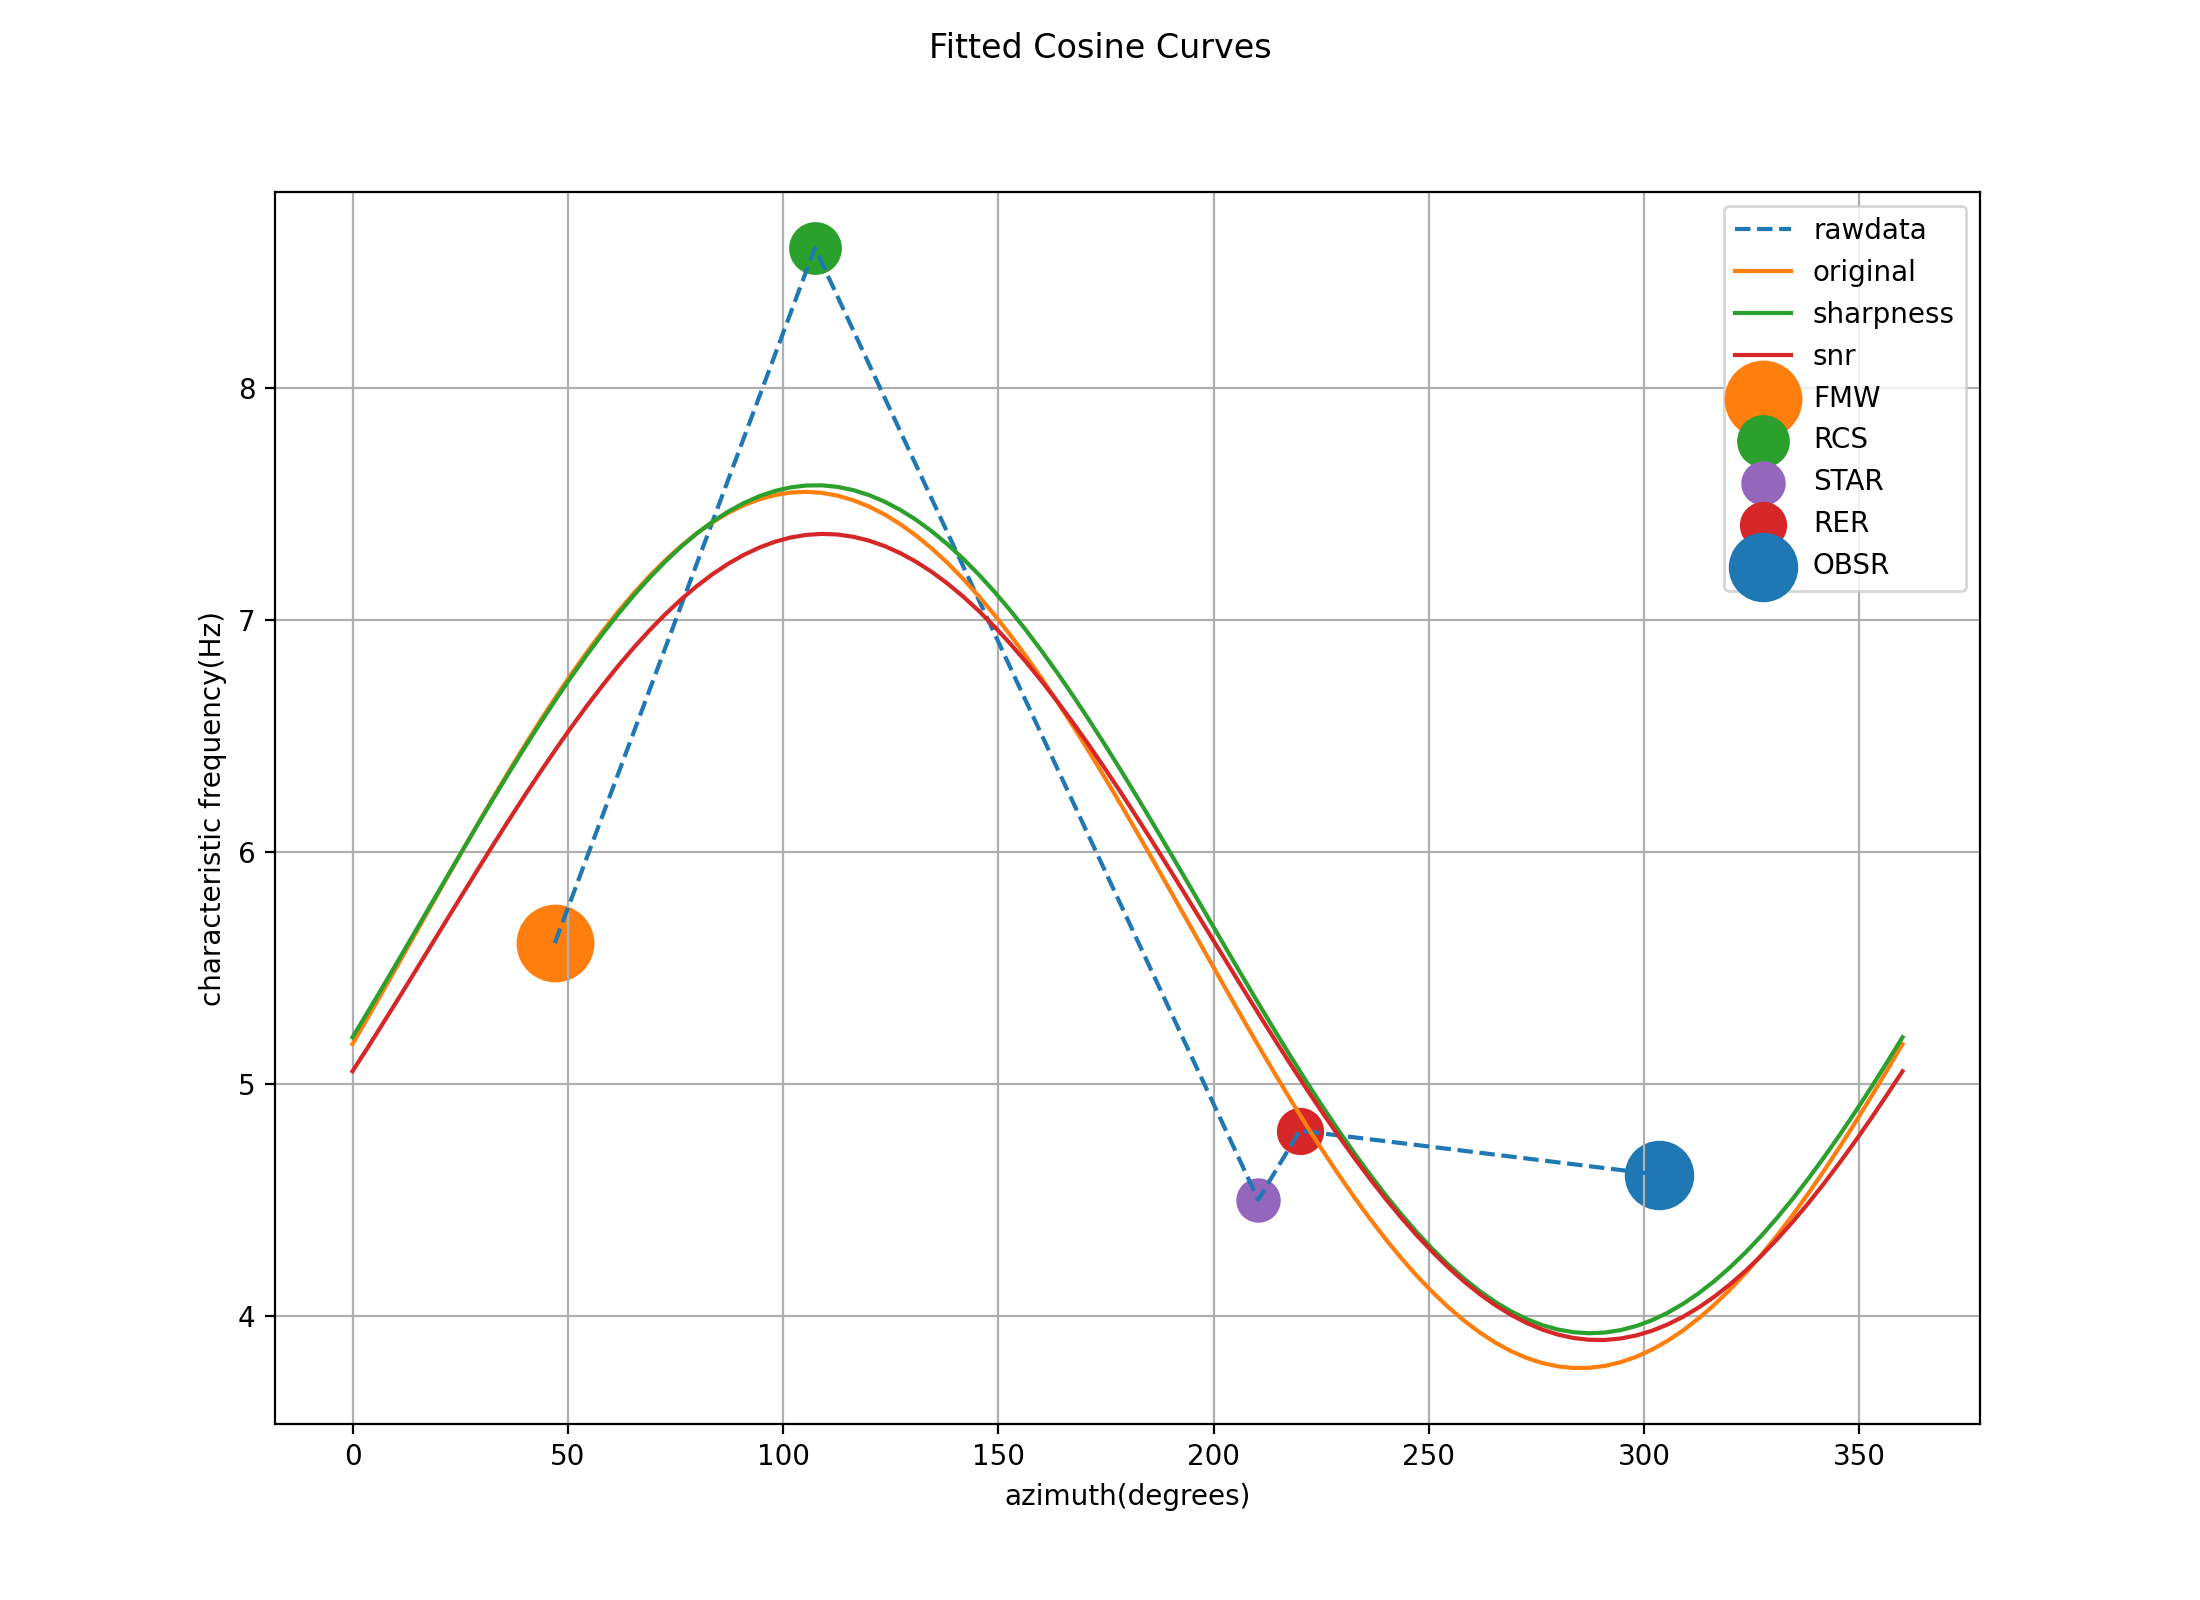 Fitted Cosine Curves
rawdata
original
sharpness
snr
FMW
RCS
STAR
RER
OBSR
characteristic frequency(Hz)
8
7
6
5
4
0 50 100 150 200 250 300 350
azimuth(degrees)